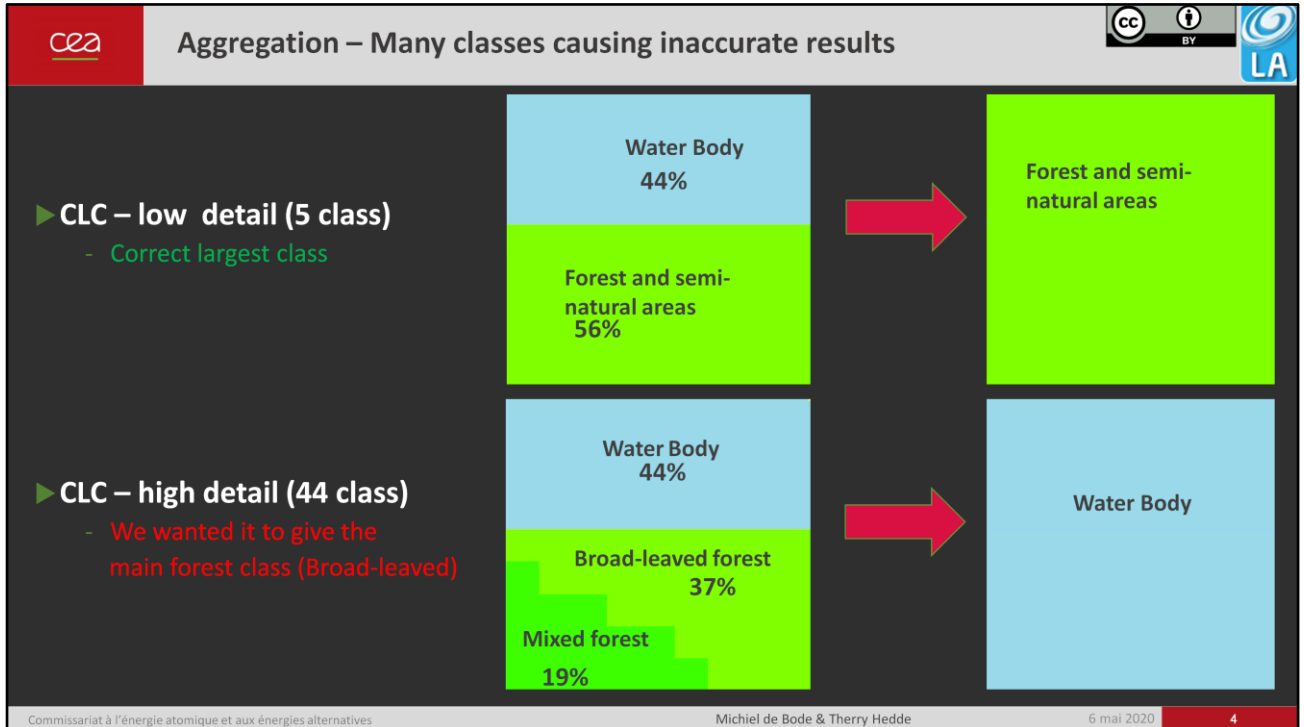 cea
Aggregation – Many classes causing inaccurate results
cc
BY
LA
CLC – low detail (5 class)
- Correct largest class
Water Body
44%
Forest and semi-
natural areas
56%
Forest and semi-
natural areas
CLC – high detail (44 class)
- We wanted it to give the
main forest class (Broad-leaved)
Water Body
44%
Broad-leaved forest
37%
Mixed forest
19%
Water Body
Commissariat à l'énergie atomique et aux énergies alternatives
Michiel de Bode & Therry Hedde
6 mai 2020
4